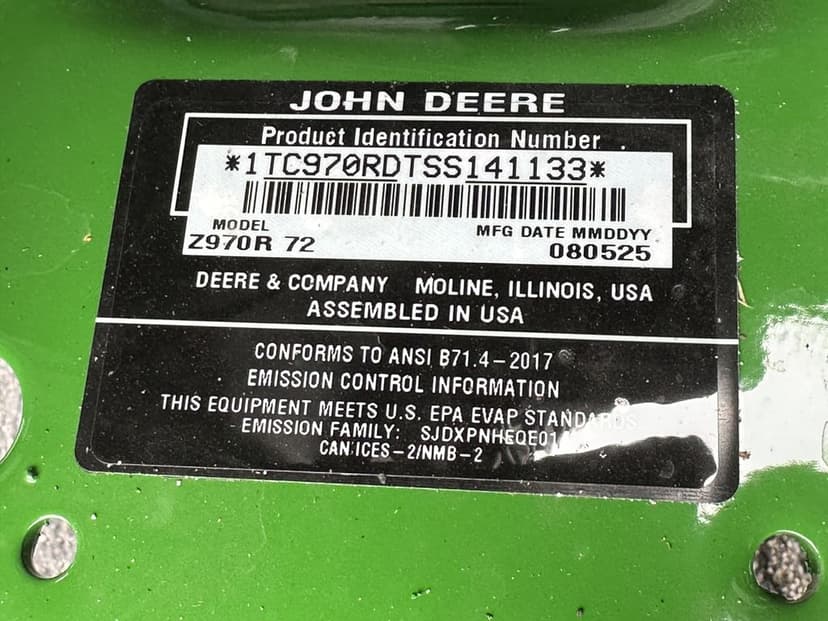 JOHN DEERE
Product Identification Number
*1TC970RDTSS141133*
MODEL
Z970R 72
MFG DATE MMDDYY
080525
DEERE & COMPANY MOLINE, ILLINOIS, USA
ASSEMBLED IN USA
CONFORMS TO ANSI B71.4-2017
EMISSION CONTROL INFORMATION
THIS EQUIPMENT MEETS U.S. EPA EVAP STANDARDS
EMISSION FAMILY:
CAN ICES-2/NMB-2